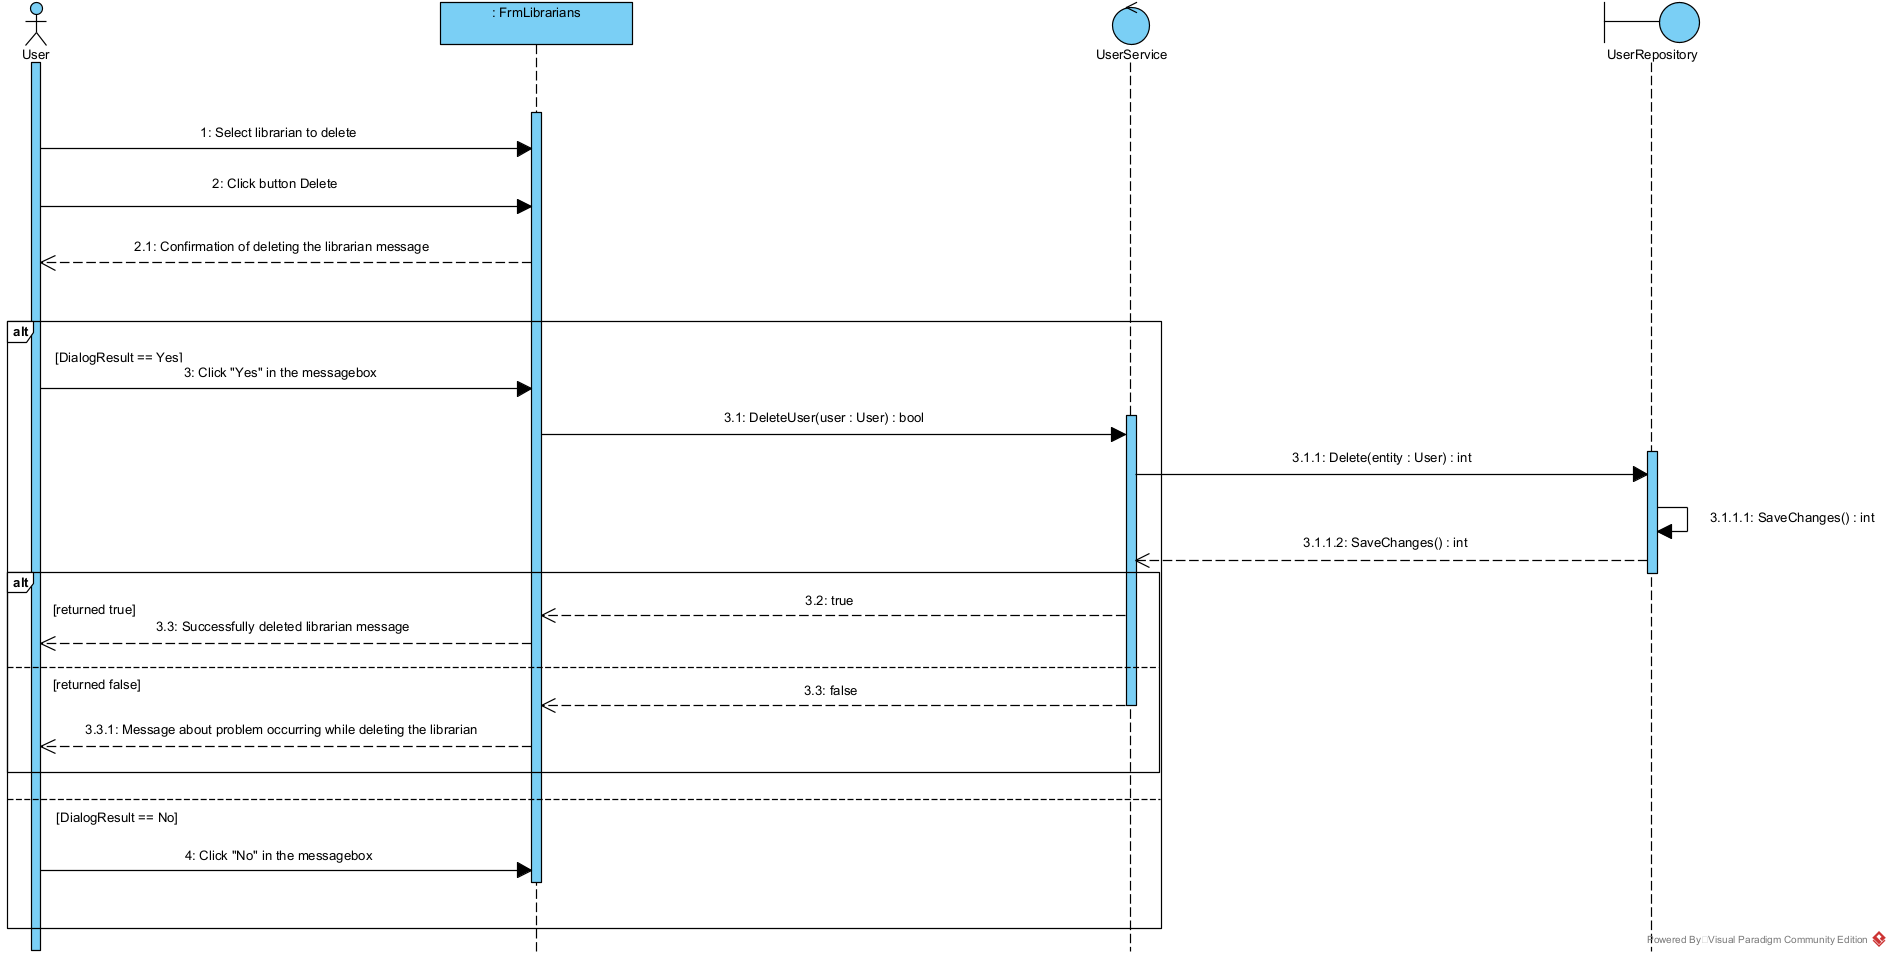 : FrmLibrarians
User
UserService
UserRepository
1: Select librarian to delete
2: Click button Delete
2.1: Confirmation of deleting the librarian message
alt
[DialogResult == Yes]
3: Click "Yes" in the messagebox
3.1: DeleteUser(user : User) : bool
3.1.1: Delete(entity : User) : int
3.1.1.1: SaveChanges() : int
3.1.1.2: SaveChanges() : int
alt
3.2: true
[returned true]
3.3: Successfully deleted librarian message
[returned false]
3.3: false
3.3.1: Message about problem occurring while deleting the librarian
[DialogResult == No]
4: Click "No" in the messagebox
Powered By Visual Paradigm Community Edition